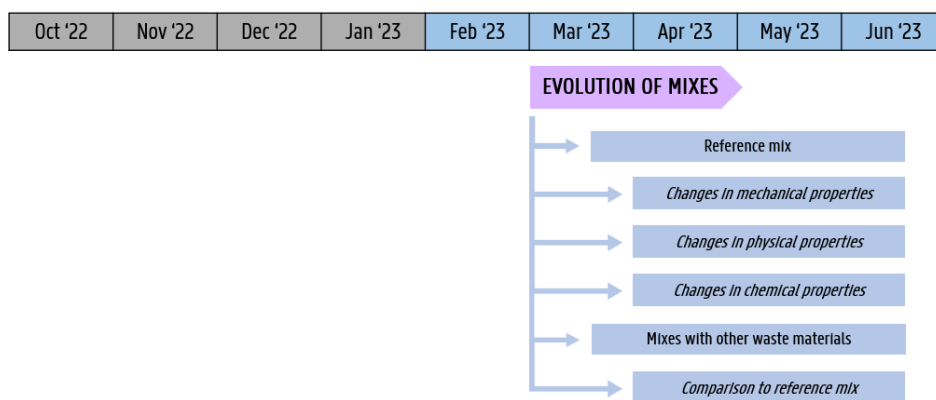 Oct ‘22 Nov ‘22 Dec ‘22 Jan ‘23 Feb ‘23 Mar ‘23 Apr ‘23 May ‘23 Jun ‘23
EVOLUTION OF MIXES
Reference mix
Changes in mechanical properties
Changes in physical properties
Changes in chemical properties
Mixes with other waste materials
Comparison to reference mix